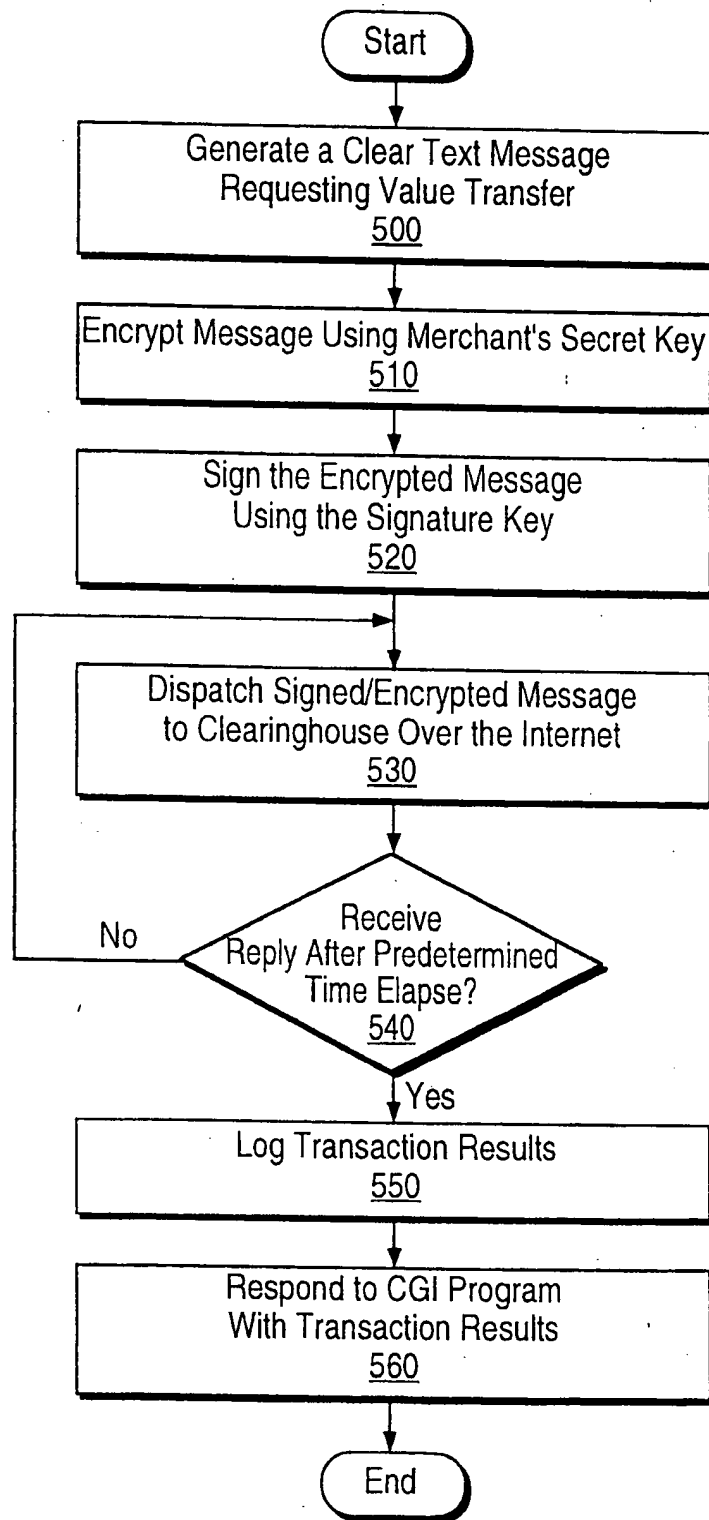 Start
Generate a Clear Text Message
Requesting Value Transfer
500
Encrypt Message Using Merchant's Secret Key
510
Sign the Encrypted Message
Using the Signature Key
520
Dispatch Signed/Encrypted Message
to Clearinghouse Over the Internet
530
No
Receive
Reply After Predetermined
Time Elapse?
540
Yes
Log Transaction Results
550
Respond to CGI Program
With Transaction Results
560
End